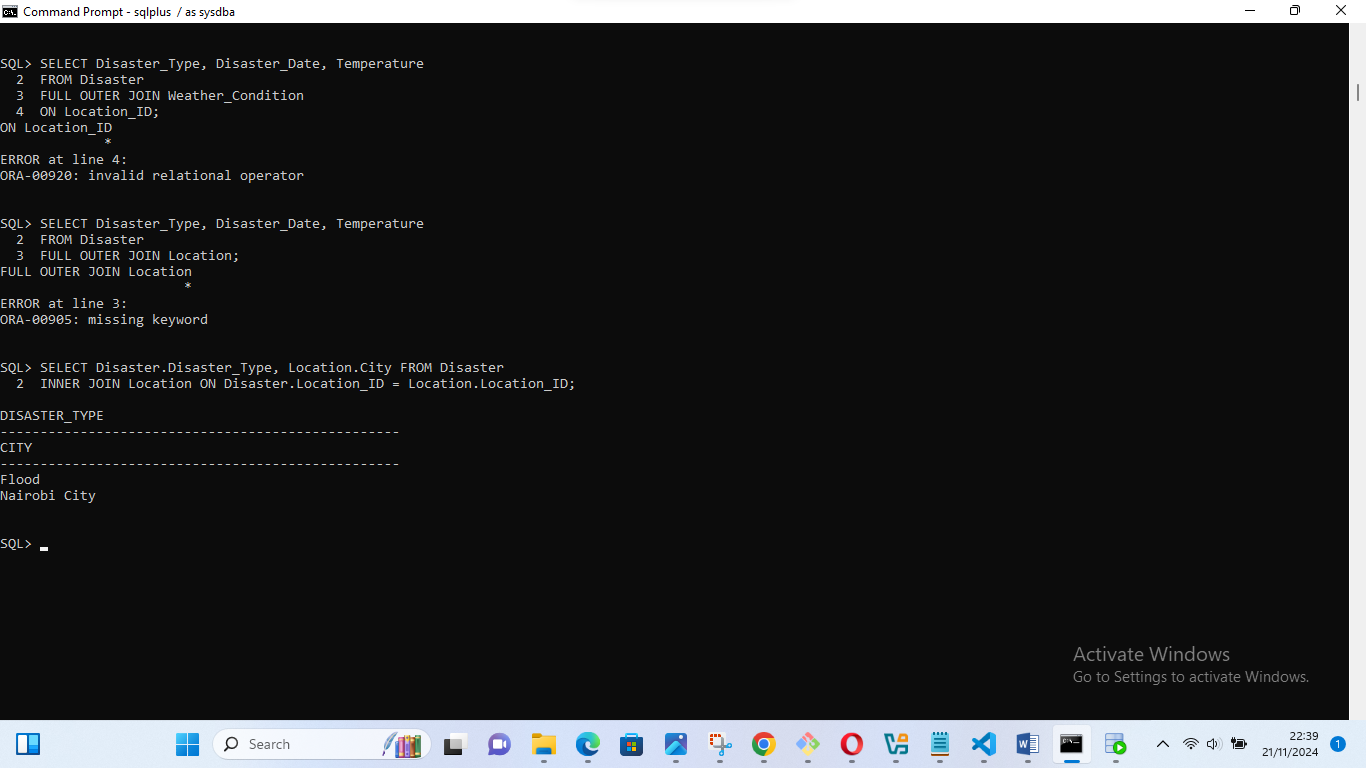 Command Prompt - sqlplus / as sysdba
SQL> SELECT Disaster_Type, Disaster_Date, Temperature
  2  FROM Disaster
  3  FULL OUTER JOIN Weather_Condition
  4  ON Location_ID;
ON Location_ID
             *
ERROR at line 4:
ORA-00920: invalid relational operator
SQL> SELECT Disaster_Type, Disaster_Date, Temperature
  2  FROM Disaster
  3  FULL OUTER JOIN Location;
FULL OUTER JOIN Location
                       *
ERROR at line 3:
ORA-00905: missing keyword
SQL> SELECT Disaster.Disaster_Type, Location.City FROM Disaster
  2  INNER JOIN Location ON Disaster.Location_ID = Location.Location_ID;
DISASTER_TYPE
--------------------------------------------------
CITY
--------------------------------------------------
Flood
Nairobi City
SQL> _
Activate Windows
Go to Settings to activate Windows.
Search
22:39
21/11/2024
1